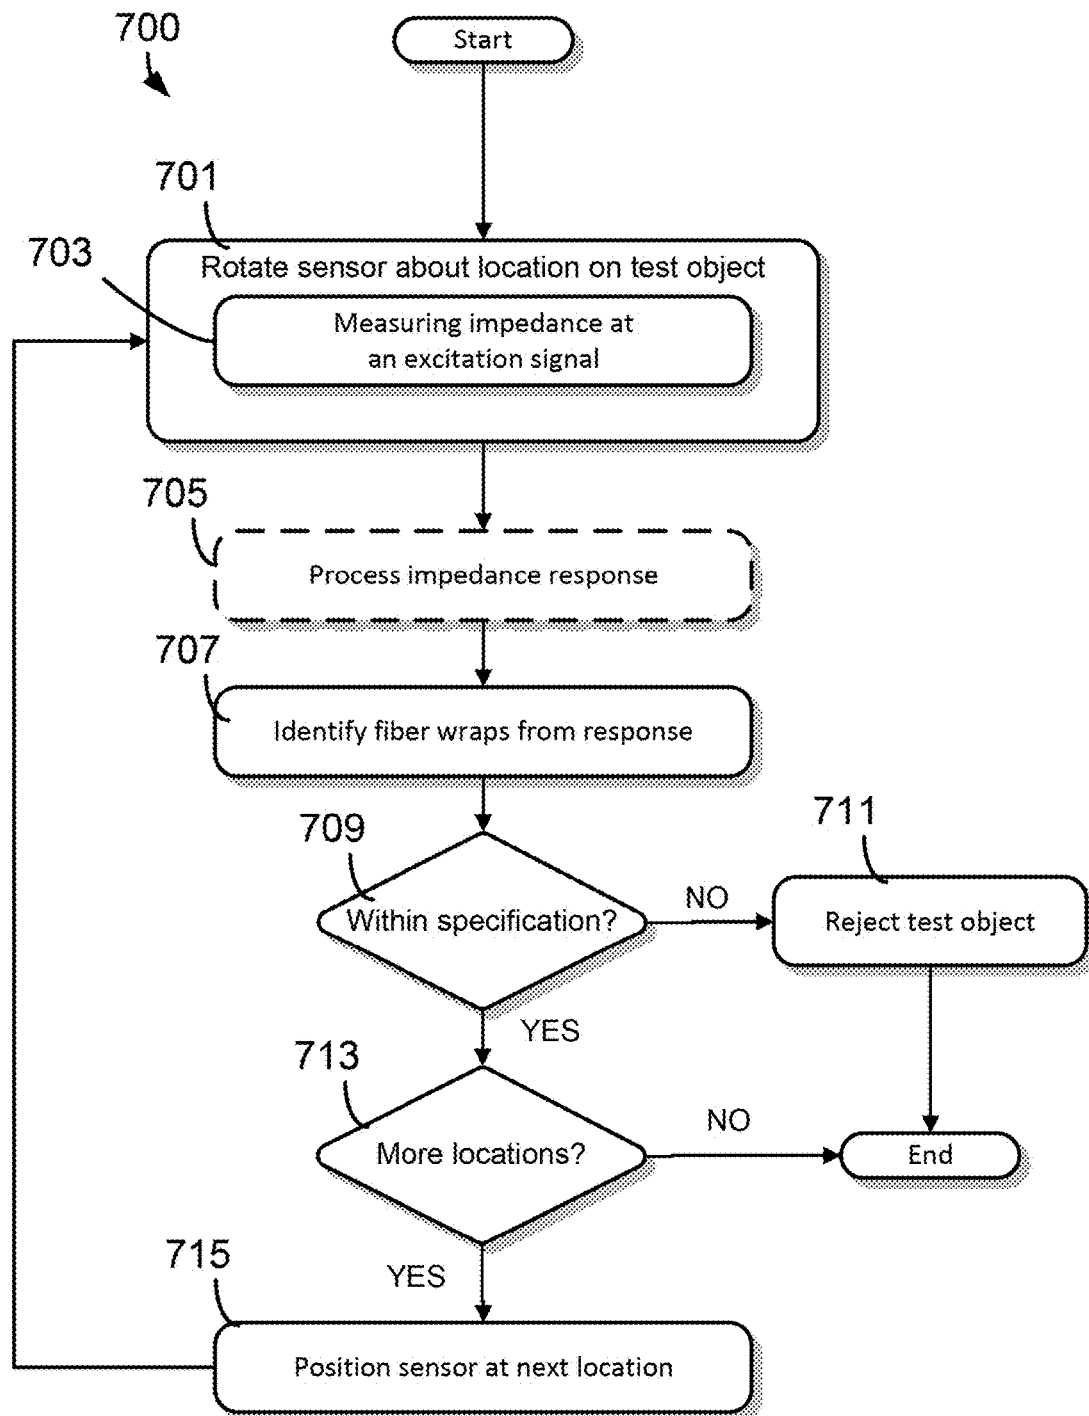 700
Start
701
703
Rotate sensor about location on test object
Measuring impedance at
an excitation signal
705
Process impedance response
707
Identify fiber wraps from response
709
711
Within specification?
NO
Reject test object
YES
713
More locations?
NO
End
715
YES
Position sensor at next location